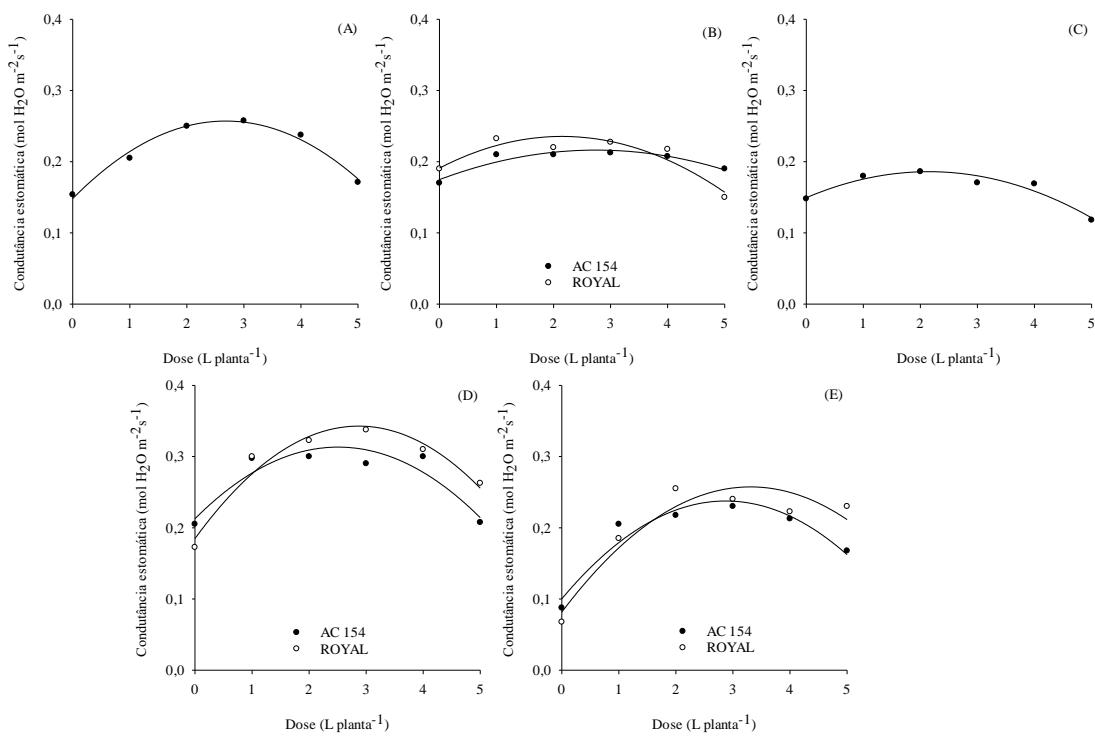 Condutância estomática (mol H2O m-2s-1)
0,4
0,3
0,2
0,1
0,0
(A)
0 1 2 3 4 5
Dose (L planta-1)
Condutância estomática (mol H2O m-2s-1)
0,4
0,3
0,2
0,1
0,0
(B)
AC 154
ROYAL
0 1 2 3 4 5
Dose (L planta-1)
Condutância estomática (mol H2O m-2s-1)
0,4
0,3
0,2
0,1
0,0
(C)
0 1 2 3 4 5
Dose (L planta-1)
Condutância estomática (mol H2O m-2s-1)
0,4
0,3
0,2
0,1
0,0
(D)
AC 154
ROYAL
0 1 2 3 4 5
Dose (L planta-1)
Condutância estomática (mol H2O m-2s-1)
0,4
0,3
0,2
0,1
0,0
(E)
AC 154
ROYAL
0 1 2 3 4 5
Dose (L planta-1)